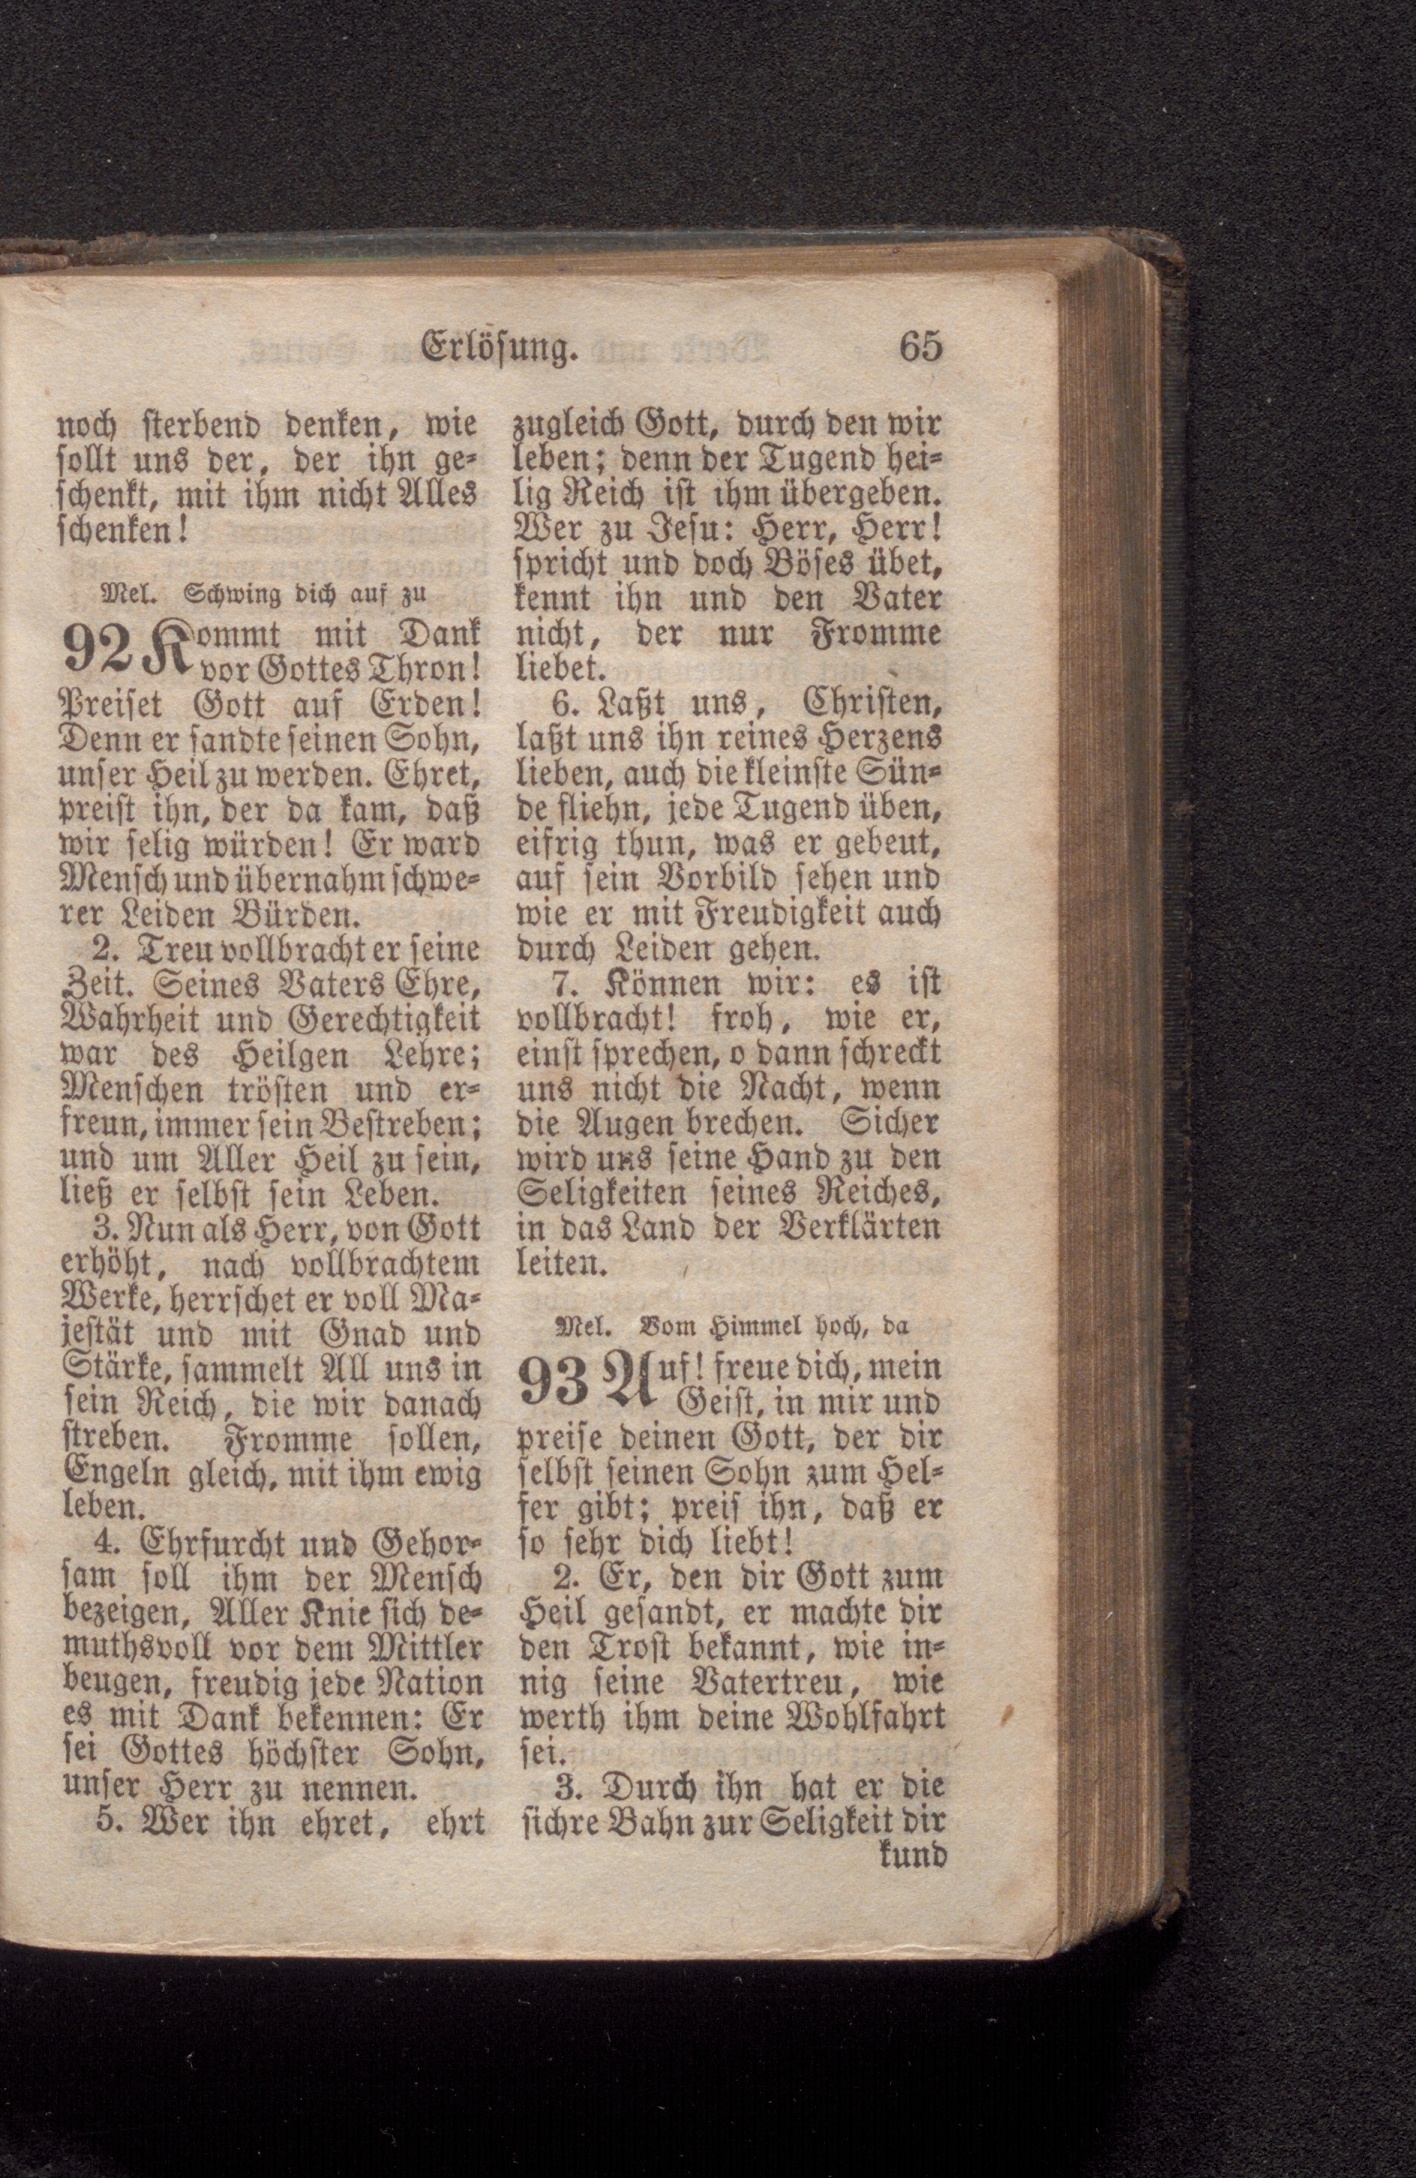 Erlösung. 65
noch sterbend denken, wie
sollt uns der, der ihn ge-
schenkt, mit ihm nicht Alles
schenken!
Mel. Schwing dich auf zu
92 Kommt mit Dank
vor Gottes Thron!
Preiset Gott auf Erden!
Denn er sandte seinen Sohn,
unser Heil zu werden. Ehret,
preist ihn, der da kam, daß
wir selig würden! Er ward
Mensch und übernahm schwe-
rer Leiden Bürden.
2. Treu vollbracht er seine
Zeit. Seines Vaters Ehre,
Wahrheit und Gerechtigkeit
war des Heilgen Lehre;
Menschen trösten und er-
freun, immer sein Bestreben;
und um Aller Heil zu sein,
ließ er selbst sein Leben.
3. Nun als Herr, von Gott
erhöht, nach vollbrachtem
Werke, herrschet er voll Ma-
jestät und mit Gnad und
Stärke, sammelt All uns in
sein Reich, die wir danach
streben. Fromme sollen,
Engeln gleich, mit ihm ewig
leben.
4. Ehrfurcht und Gehor-
sam soll ihm der Mensch
bezeigen, Aller Knie sich de-
muthsvoll vor dem Mittler
beugen, freudig jede Nation
es mit Dank bekennen: Er
sei Gottes höchster Sohn,
unser Herr zu nennen.
5. Wer ihn ehret, ehrt
zugleich Gott, durch den wir
leben; denn der Tugend hei-
lig Reich ist ihm übergeben.
Wer zu Jesu: Herr, Herr!
spricht und doch Böses übet,
kennt ihn und den Vater
nicht, der nur Fromme
liebet.
6. Laßt uns, Christen,
laßt uns ihn reines Herzens
lieben, auch die kleinste Sün-
de fliehn, jede Tugend üben,
eifrig thun, was er gebeut,
auf sein Vorbild sehen und
wie er mit Freudigkeit auch
durch Leiden gehen.
7. Können wir: es ist
vollbracht! froh, wie er,
einst sprechen, o dann schreckt
uns nicht die Nacht, wenn
die Augen brechen. Sicher
wird uns seine Hand zu den
Seligkeiten seines Reiches,
in das Land der Verklärten
leiten.
Mel. Vom Himmel hoch, da
93 Auf! freue dich, mein
Geist, in mir und
preise deinen Gott, der dir
selbst seinen Sohn zum Hel-
fer gibt; preis ihn, daß er
so sehr dich liebt!
2. Er, den dir Gott zum
Heil gesandt, er machte dir
den Trost bekannt, wie in-
nig seine Vatertreu, wie
werth ihm deine Wohlfahrt
sei.
3. Durch ihn hat er die
sichre Bahn zur Seligkeit dir
kund